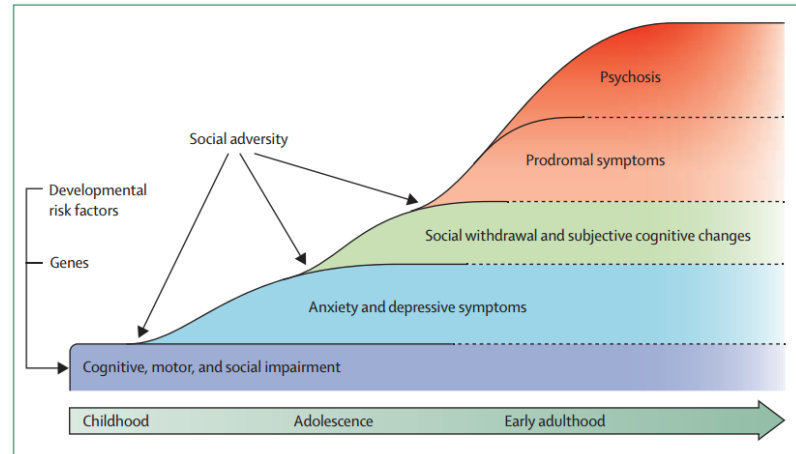 Psychosis
Social adversity
Prodromal symptoms
Developmental
risk factors
Social withdrawal and subjective cognitive changes
Genes
Anxiety and depressive symptoms
Cognitive, motor, and social impairment
Childhood
Adolescence
Early adulthood